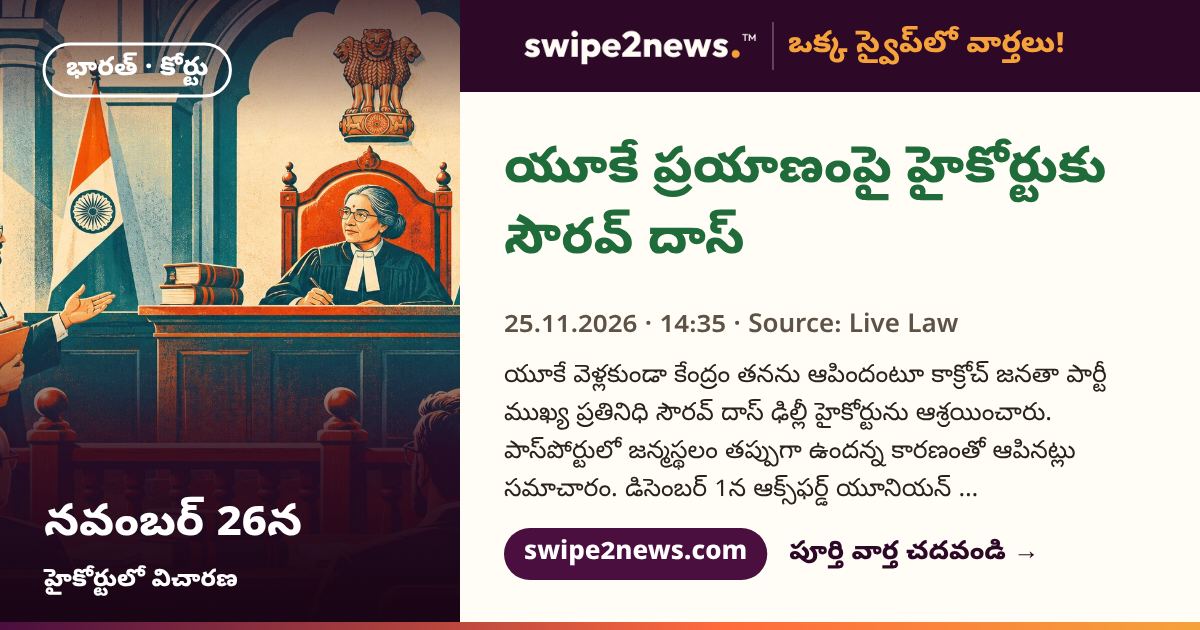 భారత్ · కోర్టు
swipe2news.™
ఒక్క స్వైప్‌లో వార్తలు!
యూకే ప్రయాణంపై హైకోర్టుకు
సౌరవ్ దాస్
25.11.2026 · 14:35 · Source: Live Law
యూకే వెళ్లకుండా కేంద్రం తనను ఆపిందంటూ కాక్రోచ్ జనతా పార్టీ
ముఖ్య ప్రతినిధి సౌరవ్ దాస్ ఢిల్లీ హైకోర్టును ఆశ్రయించారు.
పాస్‌పోర్టులో జన్మస్థలం తప్పుగా ఉందన్న కారణంతో ఆపినట్లు
సమాచారం. డిసెంబర్ 1న ఆక్స్‌ఫర్డ్ యూనియన్ ...
నవంబర్ 26న
హైకోర్టులో విచారణ
swipe2news.com
పూర్తి వార్త చదవండి →